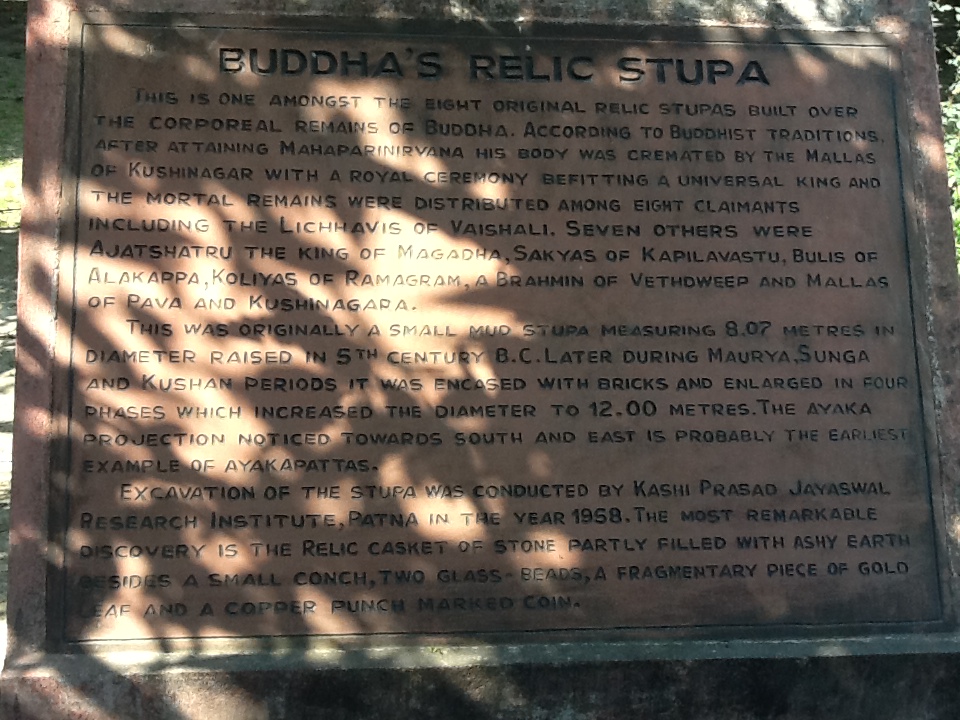 BUDDHA'S RELIC STUPA
THIS IS ONE AMONGST THE EIGHT ORIGINAL RELIC STUPAS BUILT OVER
THE CORPOREAL REMAINS OF BUDDHA. ACCORDING TO BUDDHIST TRADITIONS,
AFTER ATTAINING MAHAPARINIRVANA HIS BODY WAS CREMATED BY THE MALLAS
OF KUSHINAGAR WITH A ROYAL CEREMONY BEFITTING A UNIVERSAL KING AND
THE MORTAL REMAINS WERE DISTRIBUTED AMONG EIGHT CLAIMANTS
INCLUDING THE LICHHAVIS OF VAISHALI. SEVEN OTHERS WERE
AJATSHATRU THE KING OF MAGADHA, SAKYAS OF KAPILAVASTU, BULIS OF
ALAKAPPA, KOLIYAS OF RAMAGRAM, A BRAHMIN OF VETHDWEEP AND MALLAS
OF PAVA AND KUSHINAGARA.
THIS WAS ORIGINALLY A SMALL MUD STUPA MEASURING 8.07 METRES IN
DIAMETER RAISED IN 5TH CENTURY B.C. LATER DURING MAURYA, SUNGA
AND KUSHAN PERIODS IT WAS ENCASED WITH BRICKS AND ENLARGED IN FOUR
PHASES WHICH INCREASED THE DIAMETER TO 12.00 METRES. THE AYAKA
PROJECTION NOTICED TOWARDS SOUTH AND EAST IS PROBABLY THE EARLIEST
EXAMPLE OF AYAKAPATTAS.
EXCAVATION OF THE STUPA WAS CONDUCTED BY KASHI PRASAD JAYASWAL
RESEARCH INSTITUTE, PATNA IN THE YEAR 1958. THE MOST REMARKABLE
DISCOVERY IS THE RELIC CASKET OF STONE PARTLY FILLED WITH ASHY EARTH
BESIDES A SMALL CONCH, TWO GLASS-BEADS, A FRAGMENTARY PIECE OF GOLD
LEAF AND A COPPER PUNCH MARKED COIN.